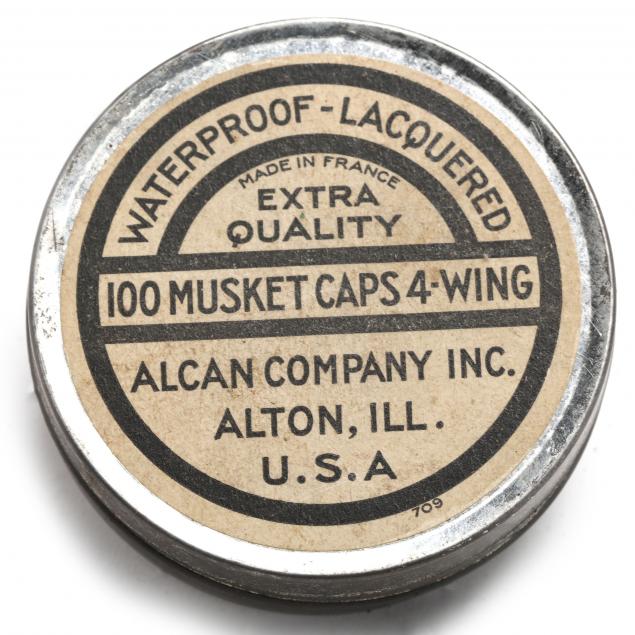 WATERPROOF-LACQUERED
MADE IN FRANCE
EXTRA
QUALITY
100 MUSKET CAPS 4-WING
ALCAN COMPANY INC.
ALTON, ILL.
U.S.A
709